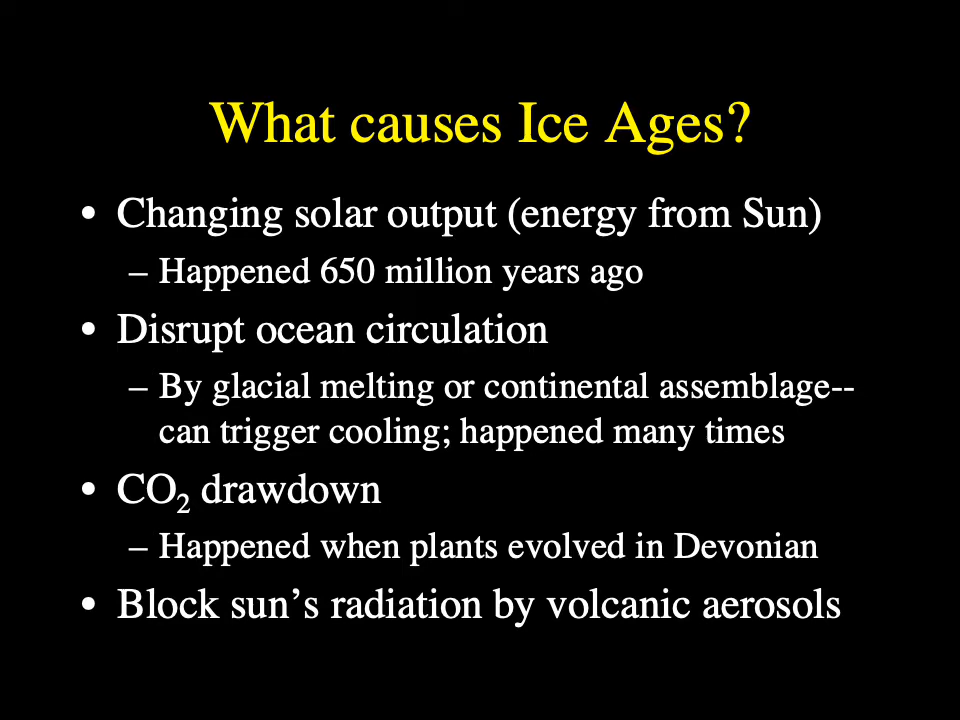 What causes Ice Ages?
• Changing solar output (energy from Sun)
– Happened 650 million years ago
• Disrupt ocean circulation
– By glacial melting or continental assemblage--
can trigger cooling; happened many times
• CO₂ drawdown
– Happened when plants evolved in Devonian
• Block sun’s radiation by volcanic aerosols